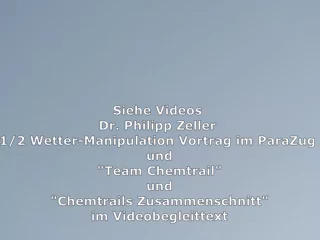 Siehe Videos
Dr. Philipp Zeller
1/2 Wetter-Manipulation Vortrag im ParaZug
und
"Team Chemtrail"
und
"Chemtrails Zusammenschnitt"
im Videobegleittext